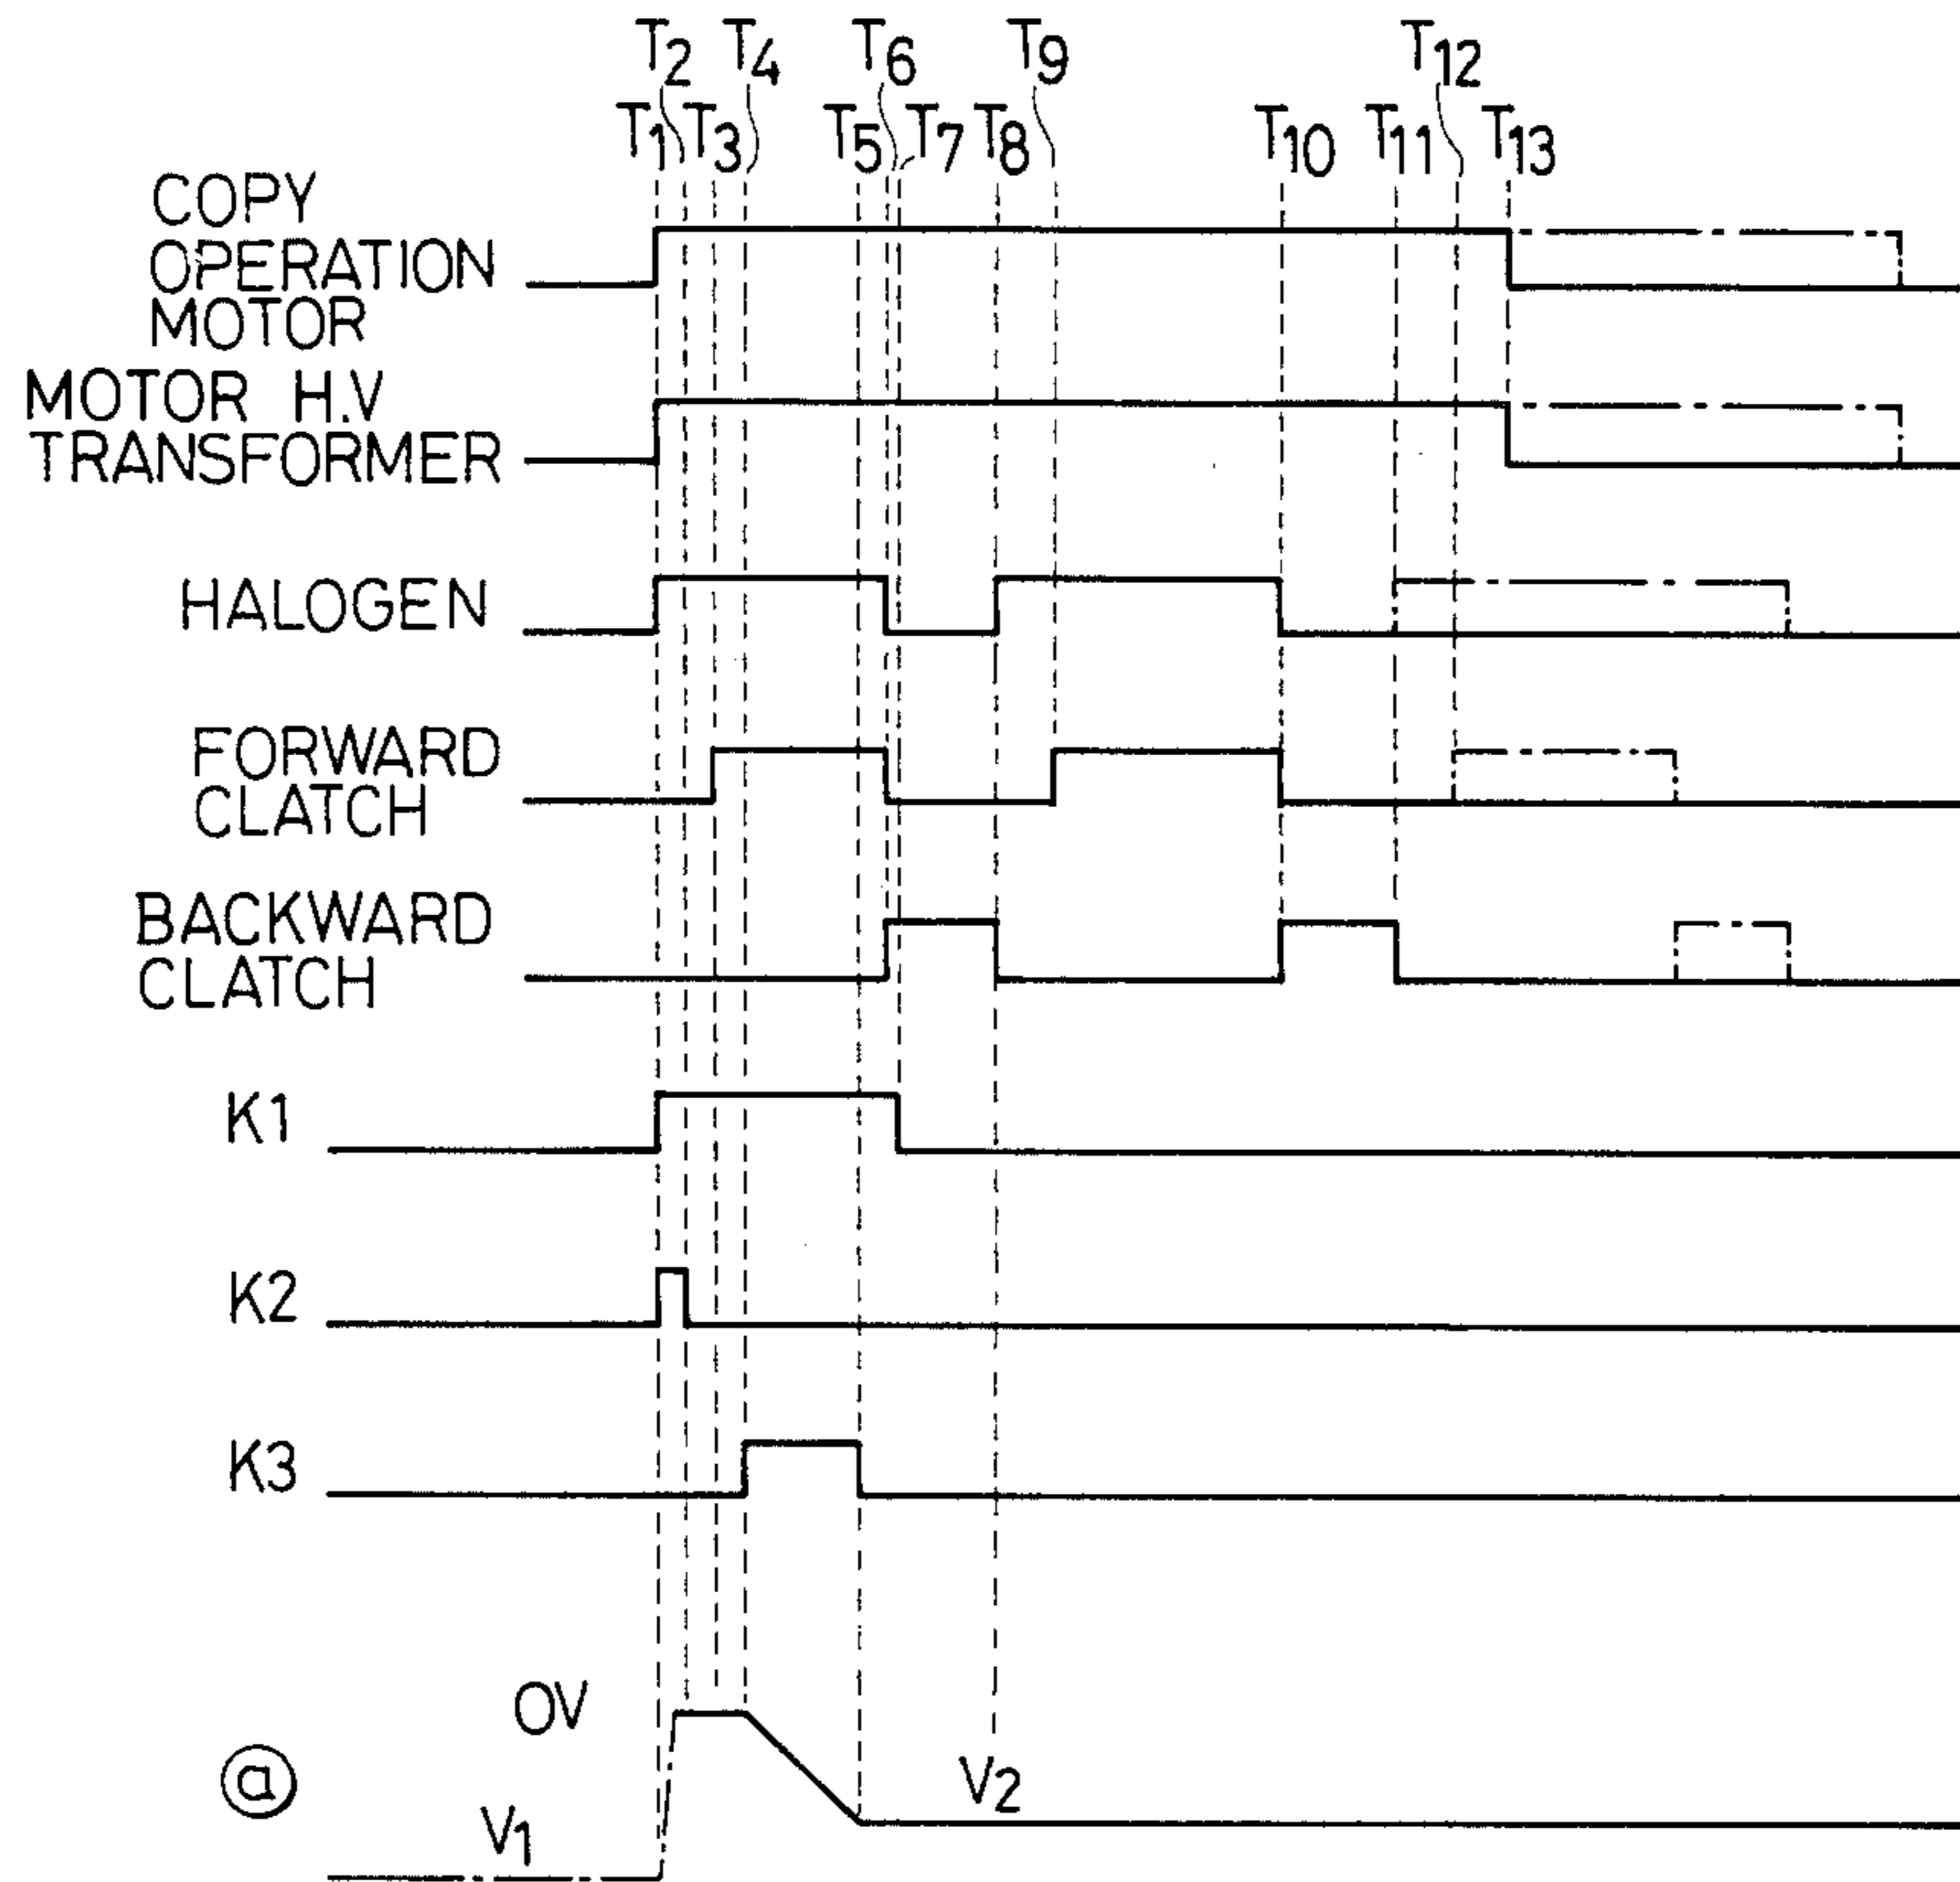 T2 T4 T6 T9 T12
T1 T3 T5 T7 T8 T10 T11 T13
COPY
OPERATION
MOTOR
MOTOR H.V
TRANSFORMER
HALOGEN
FORWARD
CLATCH
BACKWARD
CLATCH
K1
K2
K3
OV
ⓐ
V1
V2